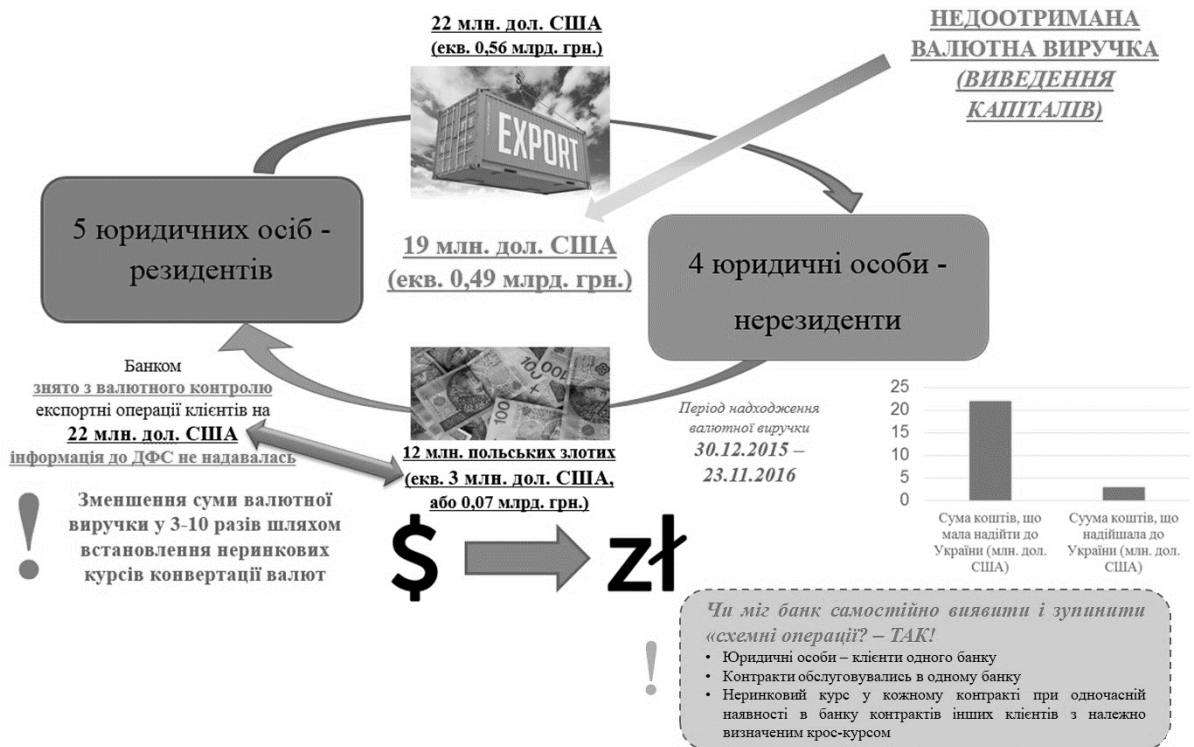 22 млн. дол. США
(екв. 0,56 млрд. грн.)
НЕДООТРИМАНА
ВАЛЮТНА ВИРУЧКА
(ВИВЕДЕННЯ
КАПІТАЛІВ)
EXPORT
5 юридичних осіб -
резидентів
19 млн. дол. США
(екв. 0,49 млрд. грн.)
4 юридичні особи -
нерезиденти
Банком
знято з валютного контролю
експортні операції клієнтів на
22 млн. дол. США
інформація до ДФС не надавалась
100
100
100
12 млн. польських злотих
(екв. 3 млн. дол. США,
або 0,07 млрд. грн.)
Період надходження
валютної виручки
30.12.2015 –
23.11.2016
25
20
15
10
5
0
Сума коштів, що
мала надійти до
України (млн. дол.
США)
Суума коштів, що
надійшала до
України (млн. дол.
США)
! Зменшення суми валютної
виручки у 3-10 разів шляхом
встановлення неринкових
курсів конвертації валют
$ zł
! Чи міг банк самостійно виявити і зупинити
«схемні операції? – ТАК!
• Юридичні особи – клієнти одного банку
• Контракти обслуговувались в одному банку
• Неринковий курс у кожному контракті при одночасній
наявності в банку контрактів інших клієнтів з належно
визначеним крос-курсом